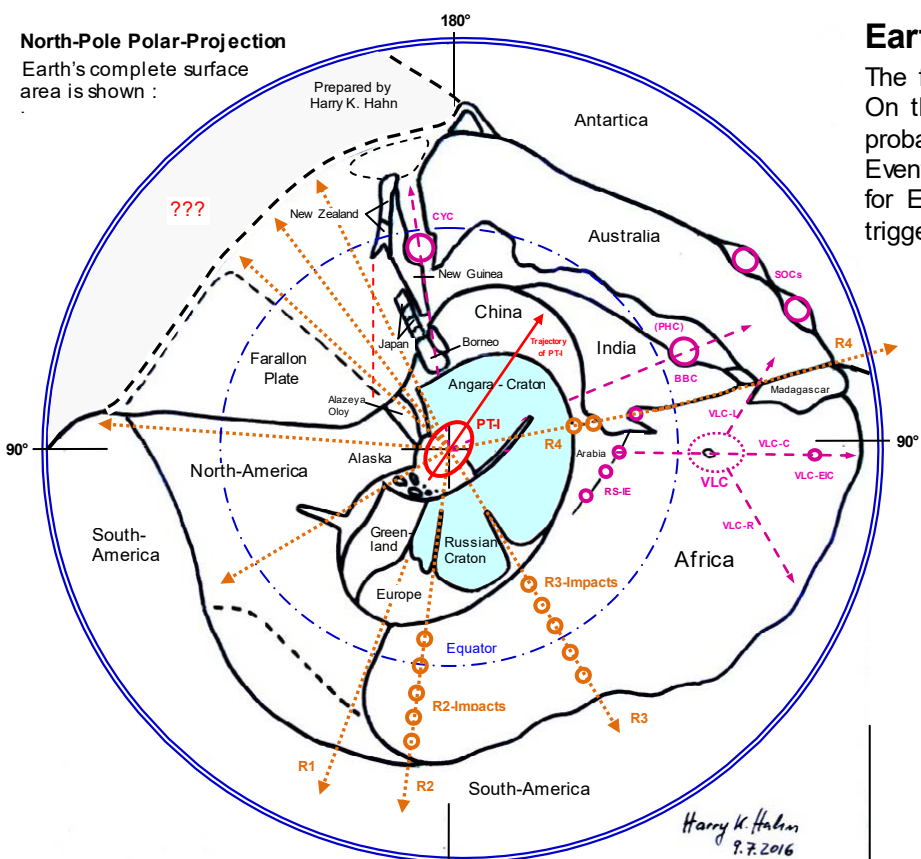 180°
North-Pole Polar-Projection
Earth's complete surface
area is shown :
Prepared by
Harry K. Hahn
Antartica
???
New Zealand
CYC
Australia
SOCs
New Guinea
China
(PHC)
Trajectory
of PT-I
Japan
Borneo
India
BBC
R4
Farallon
Plate
Angara - Craton
Madagascar
Alazeya
Oloy
VLC-L
PT-I
R4
90°
90°
North-America
Alaska
Arabia
VLC-C
VLC
VLC-EIC
RS-IE
South-
America
Green-
land
Russian
Craton
VLC-R
Africa
Europe
R3-Impacts
Equator
R2-Impacts
R3
R1
R2
South-America
Harry K. Hahn
9.7.2016
Ear
The f
On th
proba
Even
for E
trigge